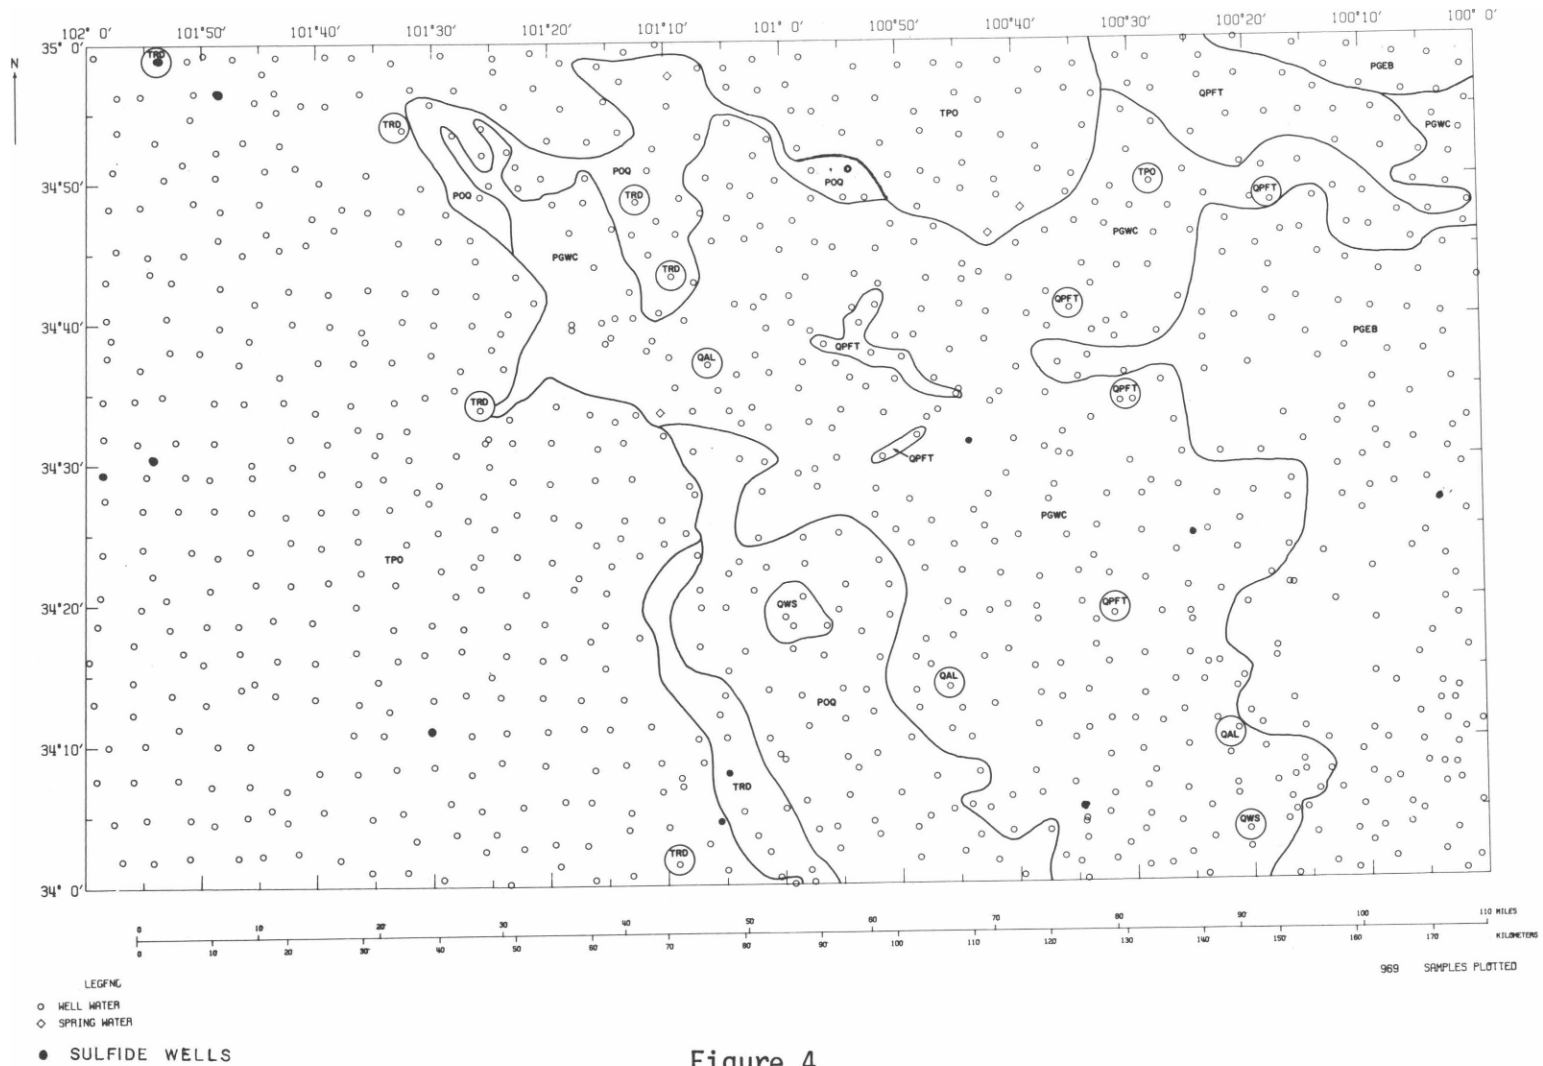 102° 0′ 101°50′ 101°40′ 101°30′ 101°20′ 101°10′ 101° 0′ 100°50′ 100°40′ 100°30′ 100°20′ 100°10′ 100° 0′
35° 0′
N
TRD
PGEB
QPFT
TPO
TRD
PGWC
POQ
TPO
POQ
34°50′
POQ
TRD
QPFT
PGWC
PGWC
TRD
QPFT
34°40′
QPFT
PGEB
QAL
QPFT
TRD
34°30′
QPFT
PGWC
TPO
34°20′
QWS
QPFT
QAL
POQ
QAL
34°10′
TRD
QWS
TRD
34° 0′
0 10 20 30 40 50 60 70 80 90 100 110 MILES
0 10 20 30 40 50 60 70 80 90 100 110 120 130 140 150 160 170 KILOMETERS
969 SAMPLES PLOTTED
LEGFNC
WELL WATER
SPRING WATER
SULFIDE WELLS
Figure 4